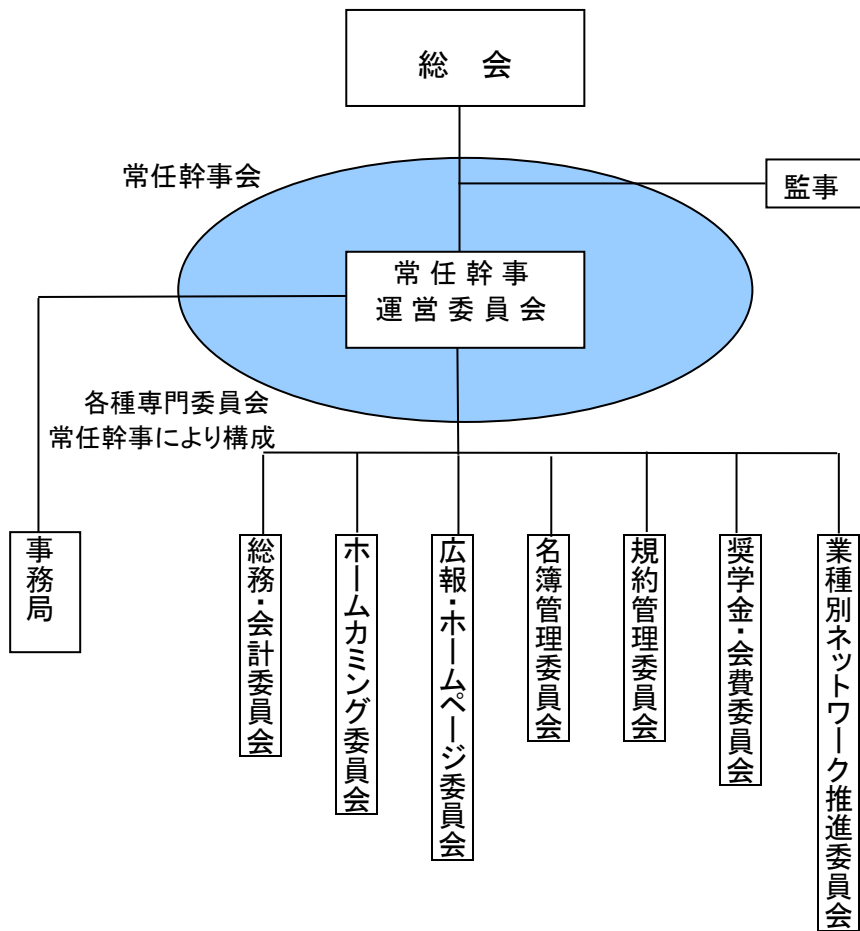 総　会
常任幹事会
監事
常 任 幹 事
運 営 委 員 会
各種専門委員会
常任幹事により構成
事務局
総務・会計委員会
ホームカミング委員会
広報・ホームページ委員会
名簿管理委員会
規約管理委員会
奨学金・会費委員会
業種別ネットワーク推進委員会